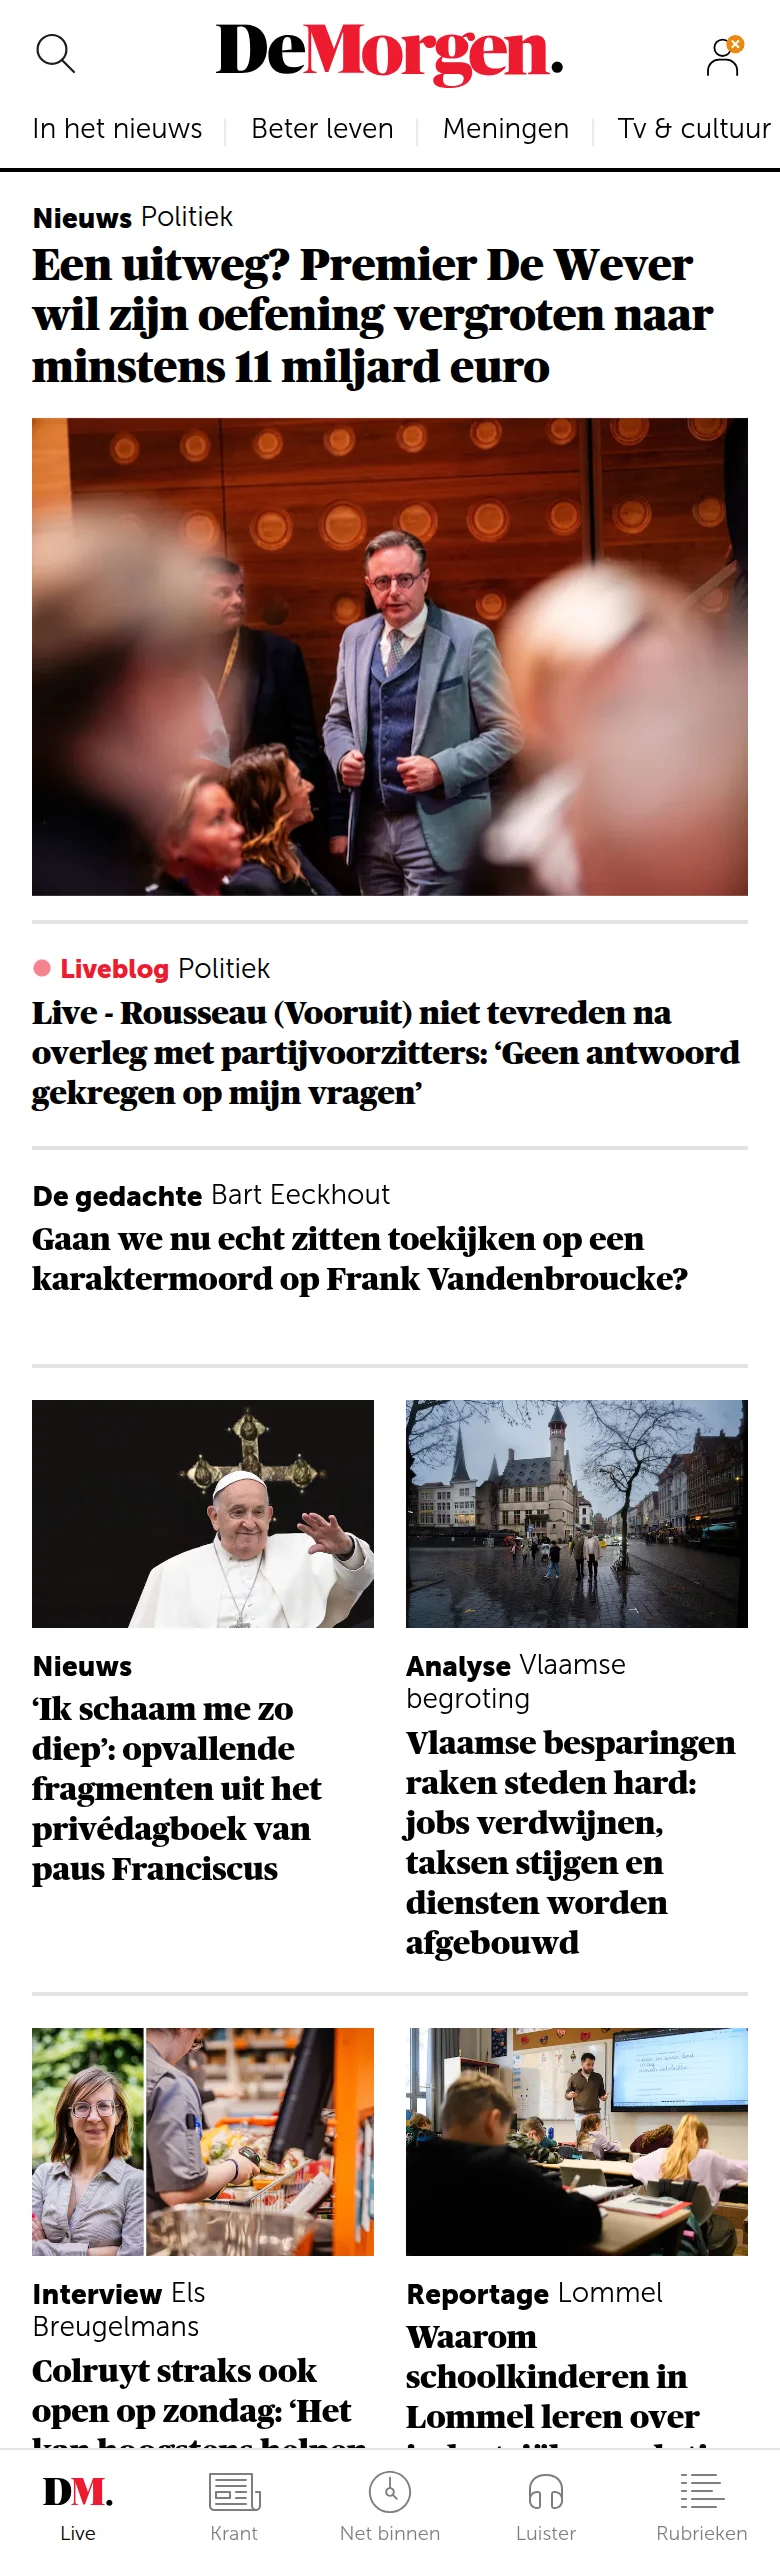 DeMorgen.
In het nieuws
Beter leven
Meningen
Tv & cultuur
Nieuws Politiek
Een uitweg? Premier De Wever
wil zijn oefening vergroten naar
minstens 11 miljard euro
Liveblog Politiek
Live - Rousseau (Vooruit) niet tevreden na
overleg met partijvoorzitters: ‘Geen antwoord
gekregen op mijn vragen’
De gedachte Bart Eeckhout
Gaan we nu echt zitten toekijken op een
karaktermoord op Frank Vandenbroucke?
Nieuws
‘Ik schaam me zo
diep’: opvallende
fragmenten uit het
privédagboek van
paus Franciscus
Analyse Vlaamse
begroting
Vlaamse besparingen
raken steden hard:
jobs verdwijnen,
taksen stijgen en
diensten worden
afgebouwd
Interview Els
Breugelmans
Colruyt straks ook
open op zondag: ‘Het
kan hoogstens helpen
Reportage Lommel
Waarom
schoolkinderen in
Lommel leren over
DM.
Live
Krant
Net binnen
Luister
Rubrieken